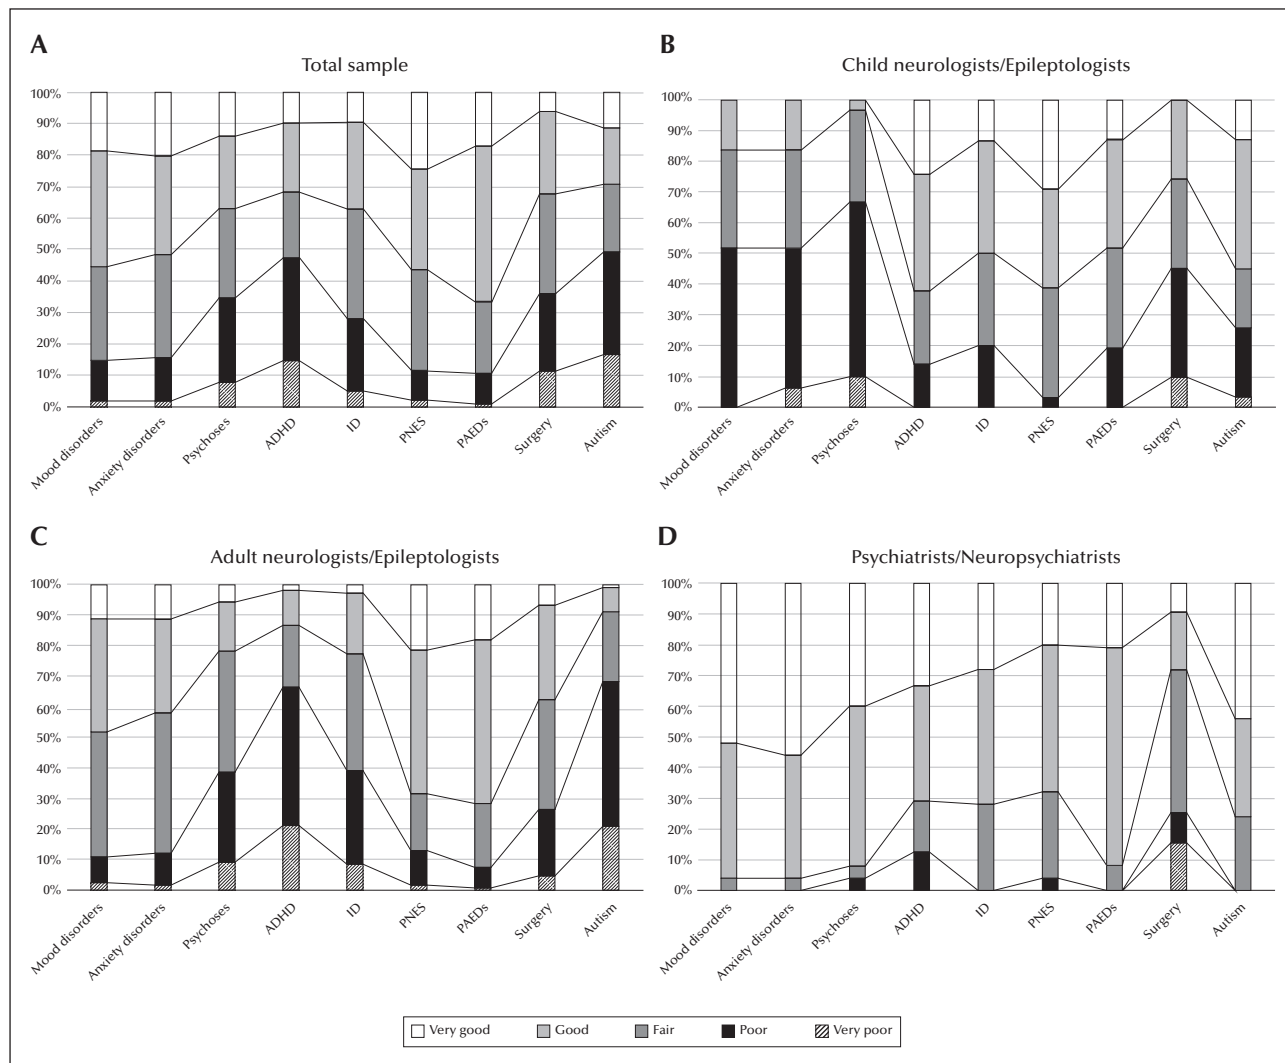 A
Total sample
100%
90%
80%
70%
60%
50%
40%
30%
20%
10%
0%
Mood disorders
Anxiety disorders
Psychoses
ADHD
ID
PNES
PAEDs
Surgery
Autism
B
Child neurologists/Epileptologists
100%
90%
80%
70%
60%
50%
40%
30%
20%
10%
0%
Mood disorders
Anxiety disorders
Psychoses
ADHD
ID
PNES
PAEDs
Surgery
Autism
C
Adult neurologists/Epileptologists
100%
90%
80%
70%
60%
50%
40%
30%
20%
10%
0%
Mood disorders
Anxiety disorders
Psychoses
ADHD
ID
PNES
PAEDs
Surgery
Autism
D
Psychiatrists/Neuropsychiatrists
100%
90%
80%
70%
60%
50%
40%
30%
20%
10%
0%
Mood disorders
Anxiety disorders
Psychoses
ADHD
ID
PNES
PAEDs
Surgery
Autism
Very good Good Fair Poor Very poor